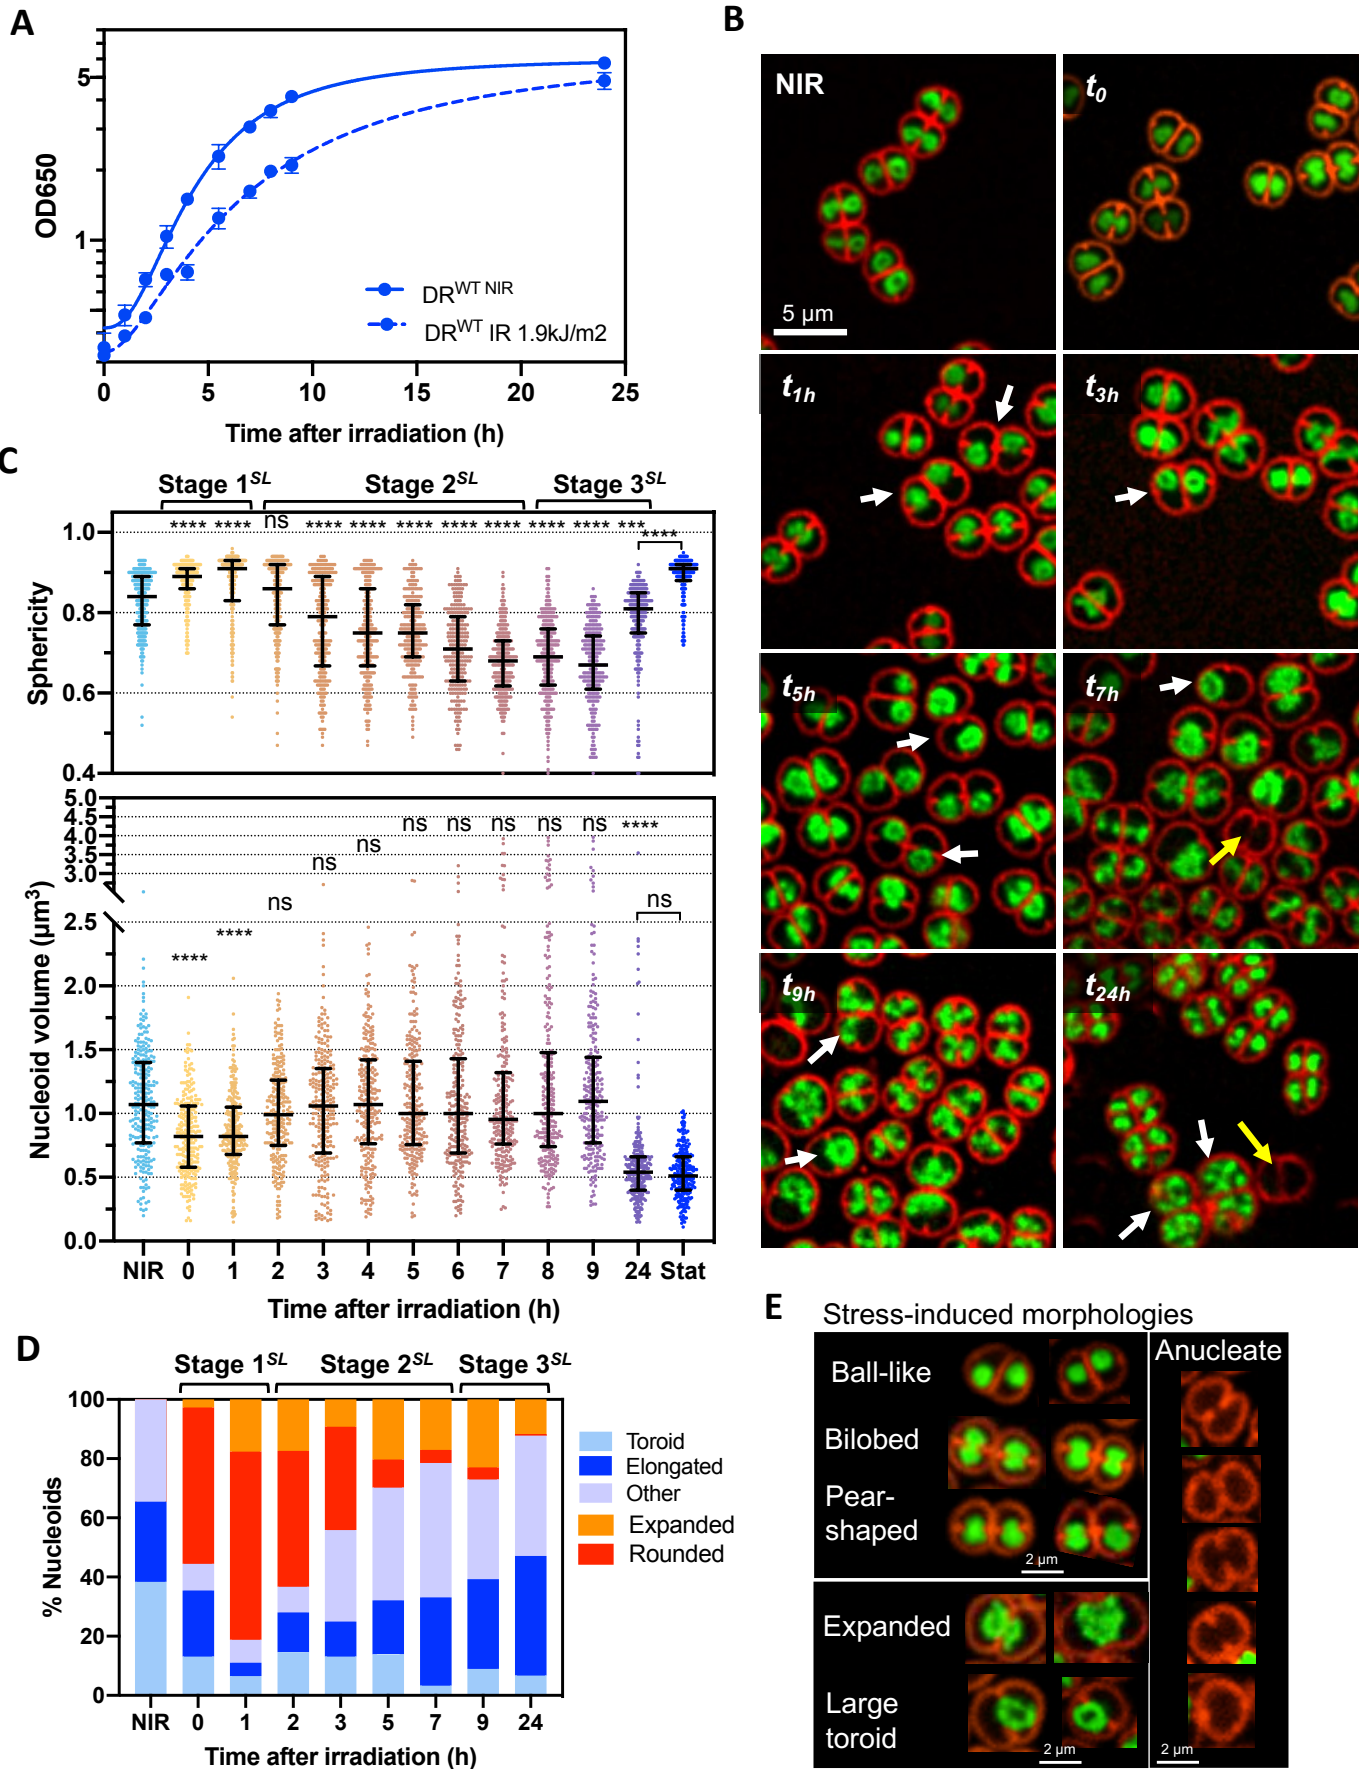 A
5
1
OD650
DR^WT NIR
DR^WT IR 1.9kJ/m2
0 5 10 15 20 25
Time after irradiation (h)
B
NIR
5 µm
t0
t1h
t3h
t5h
t7h
t9h
t24h
C
Stage 1^SL Stage 2^SL Stage 3^SL
**** **** ns **** **** **** **** **** **** **** ***
****
1.0
0.8
0.6
0.4
Sphericity
5.0
4.5
4.0
3.5
3.0
2.5
2.0
1.5
1.0
0.5
0.0
Nucleoid volume (µm³)
**** **** ns ns ns ns ns ns ns ns ****
ns
NIR 0 1 2 3 4 5 6 7 8 9 24 Stat
Time after irradiation (h)
D
Stage 1^SL Stage 2^SL Stage 3^SL
100
80
60
40
20
0
% Nucleoids
Toroid
Elongated
Other
Expanded
Rounded
NIR 0 1 2 3 5 7 9 24
Time after irradiation (h)
E
Stress-induced morphologies
Ball-like
Bilobed
Pear-
shaped
2 µm
Expanded
Large
toroid
2 µm
Anucleate
2 µm